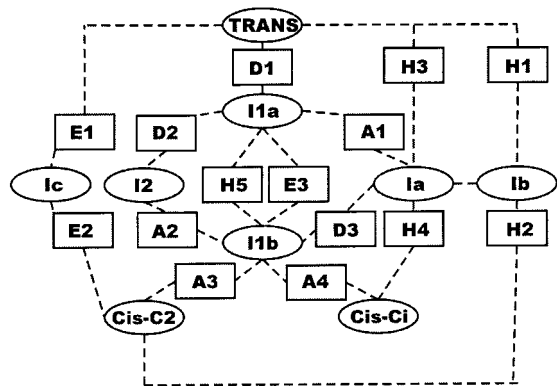 TRANS
D1 H3 H1
I1a
E1 D2 A1
Ic I2 H5 E3 Ia Ib
E2 A2 I1b D3 H4 H2
A3 A4
Cis-C2 Cis-Ci